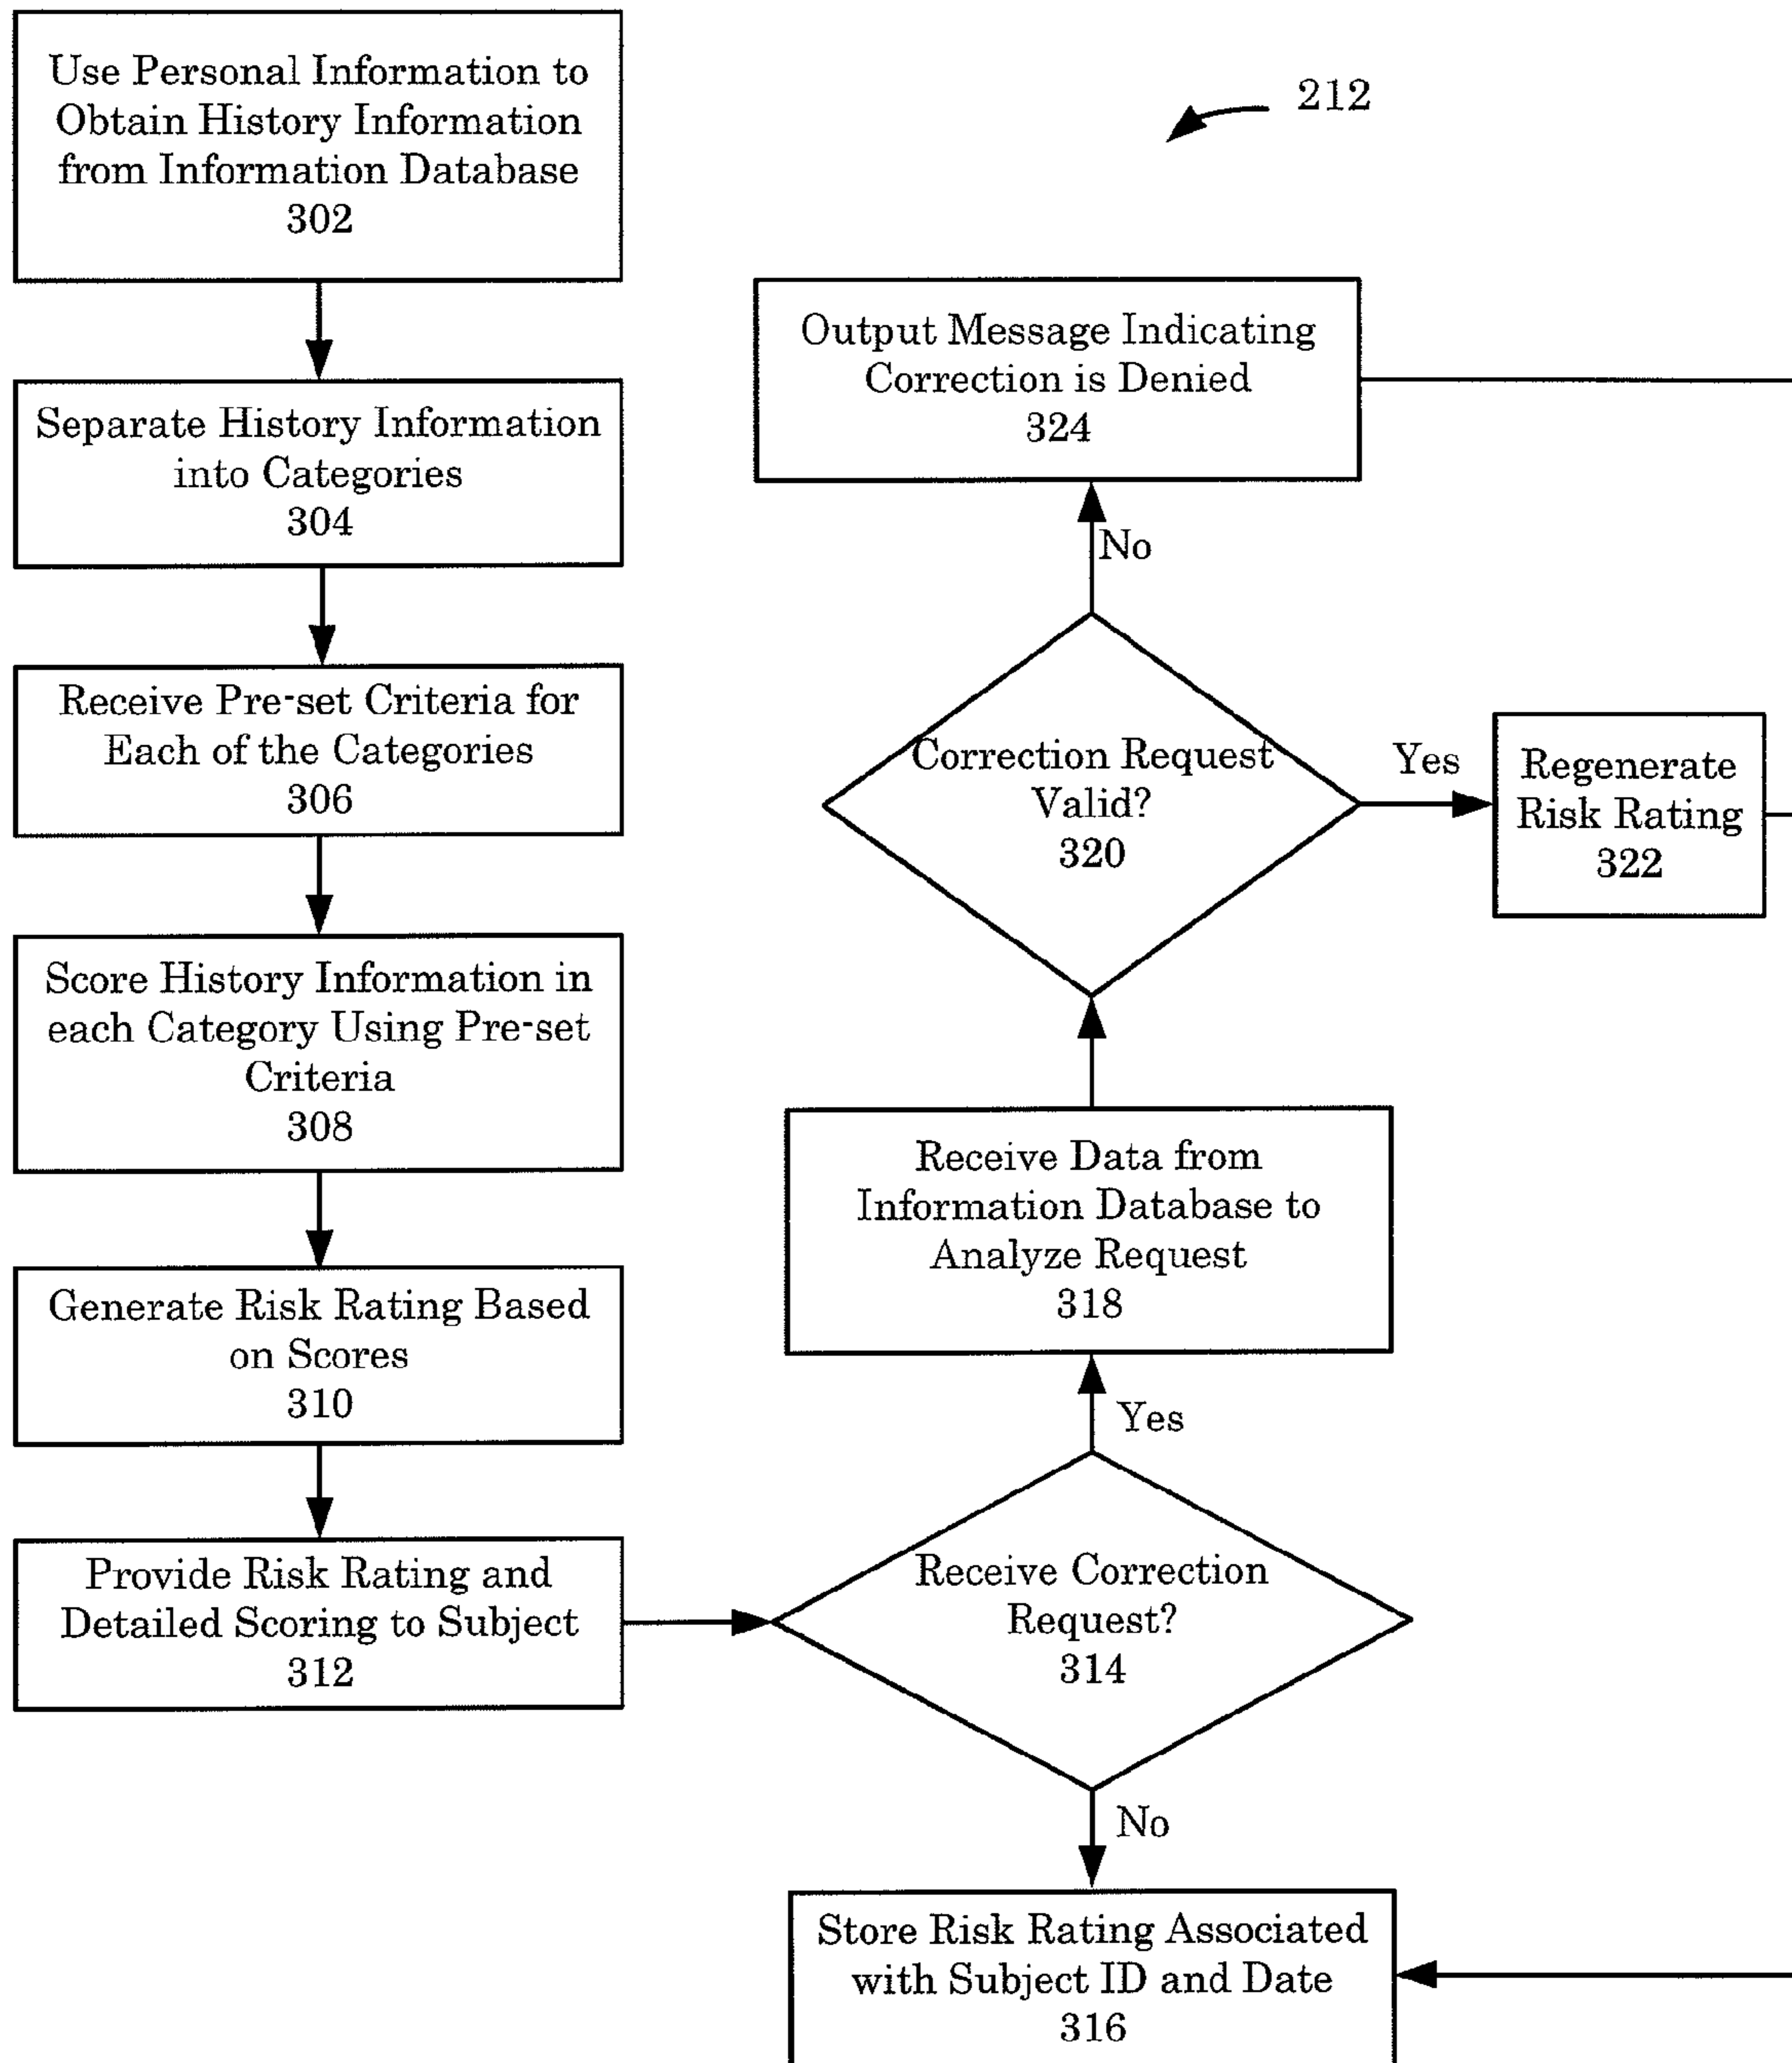 Use Personal Information to
Obtain History Information
from Information Database
302
Separate History Information
into Categories
304
Receive Pre-set Criteria for
Each of the Categories
306
Score History Information in
each Category Using Pre-set
Criteria
308
Generate Risk Rating Based
on Scores
310
Provide Risk Rating and
Detailed Scoring to Subject
312
212
Output Message Indicating
Correction is Denied
324
No
Correction Request
Valid?
320
Yes
Regenerate
Risk Rating
322
Receive Data from
Information Database to
Analyze Request
318
Yes
Receive Correction
Request?
314
No
Store Risk Rating Associated
with Subject ID and Date
316